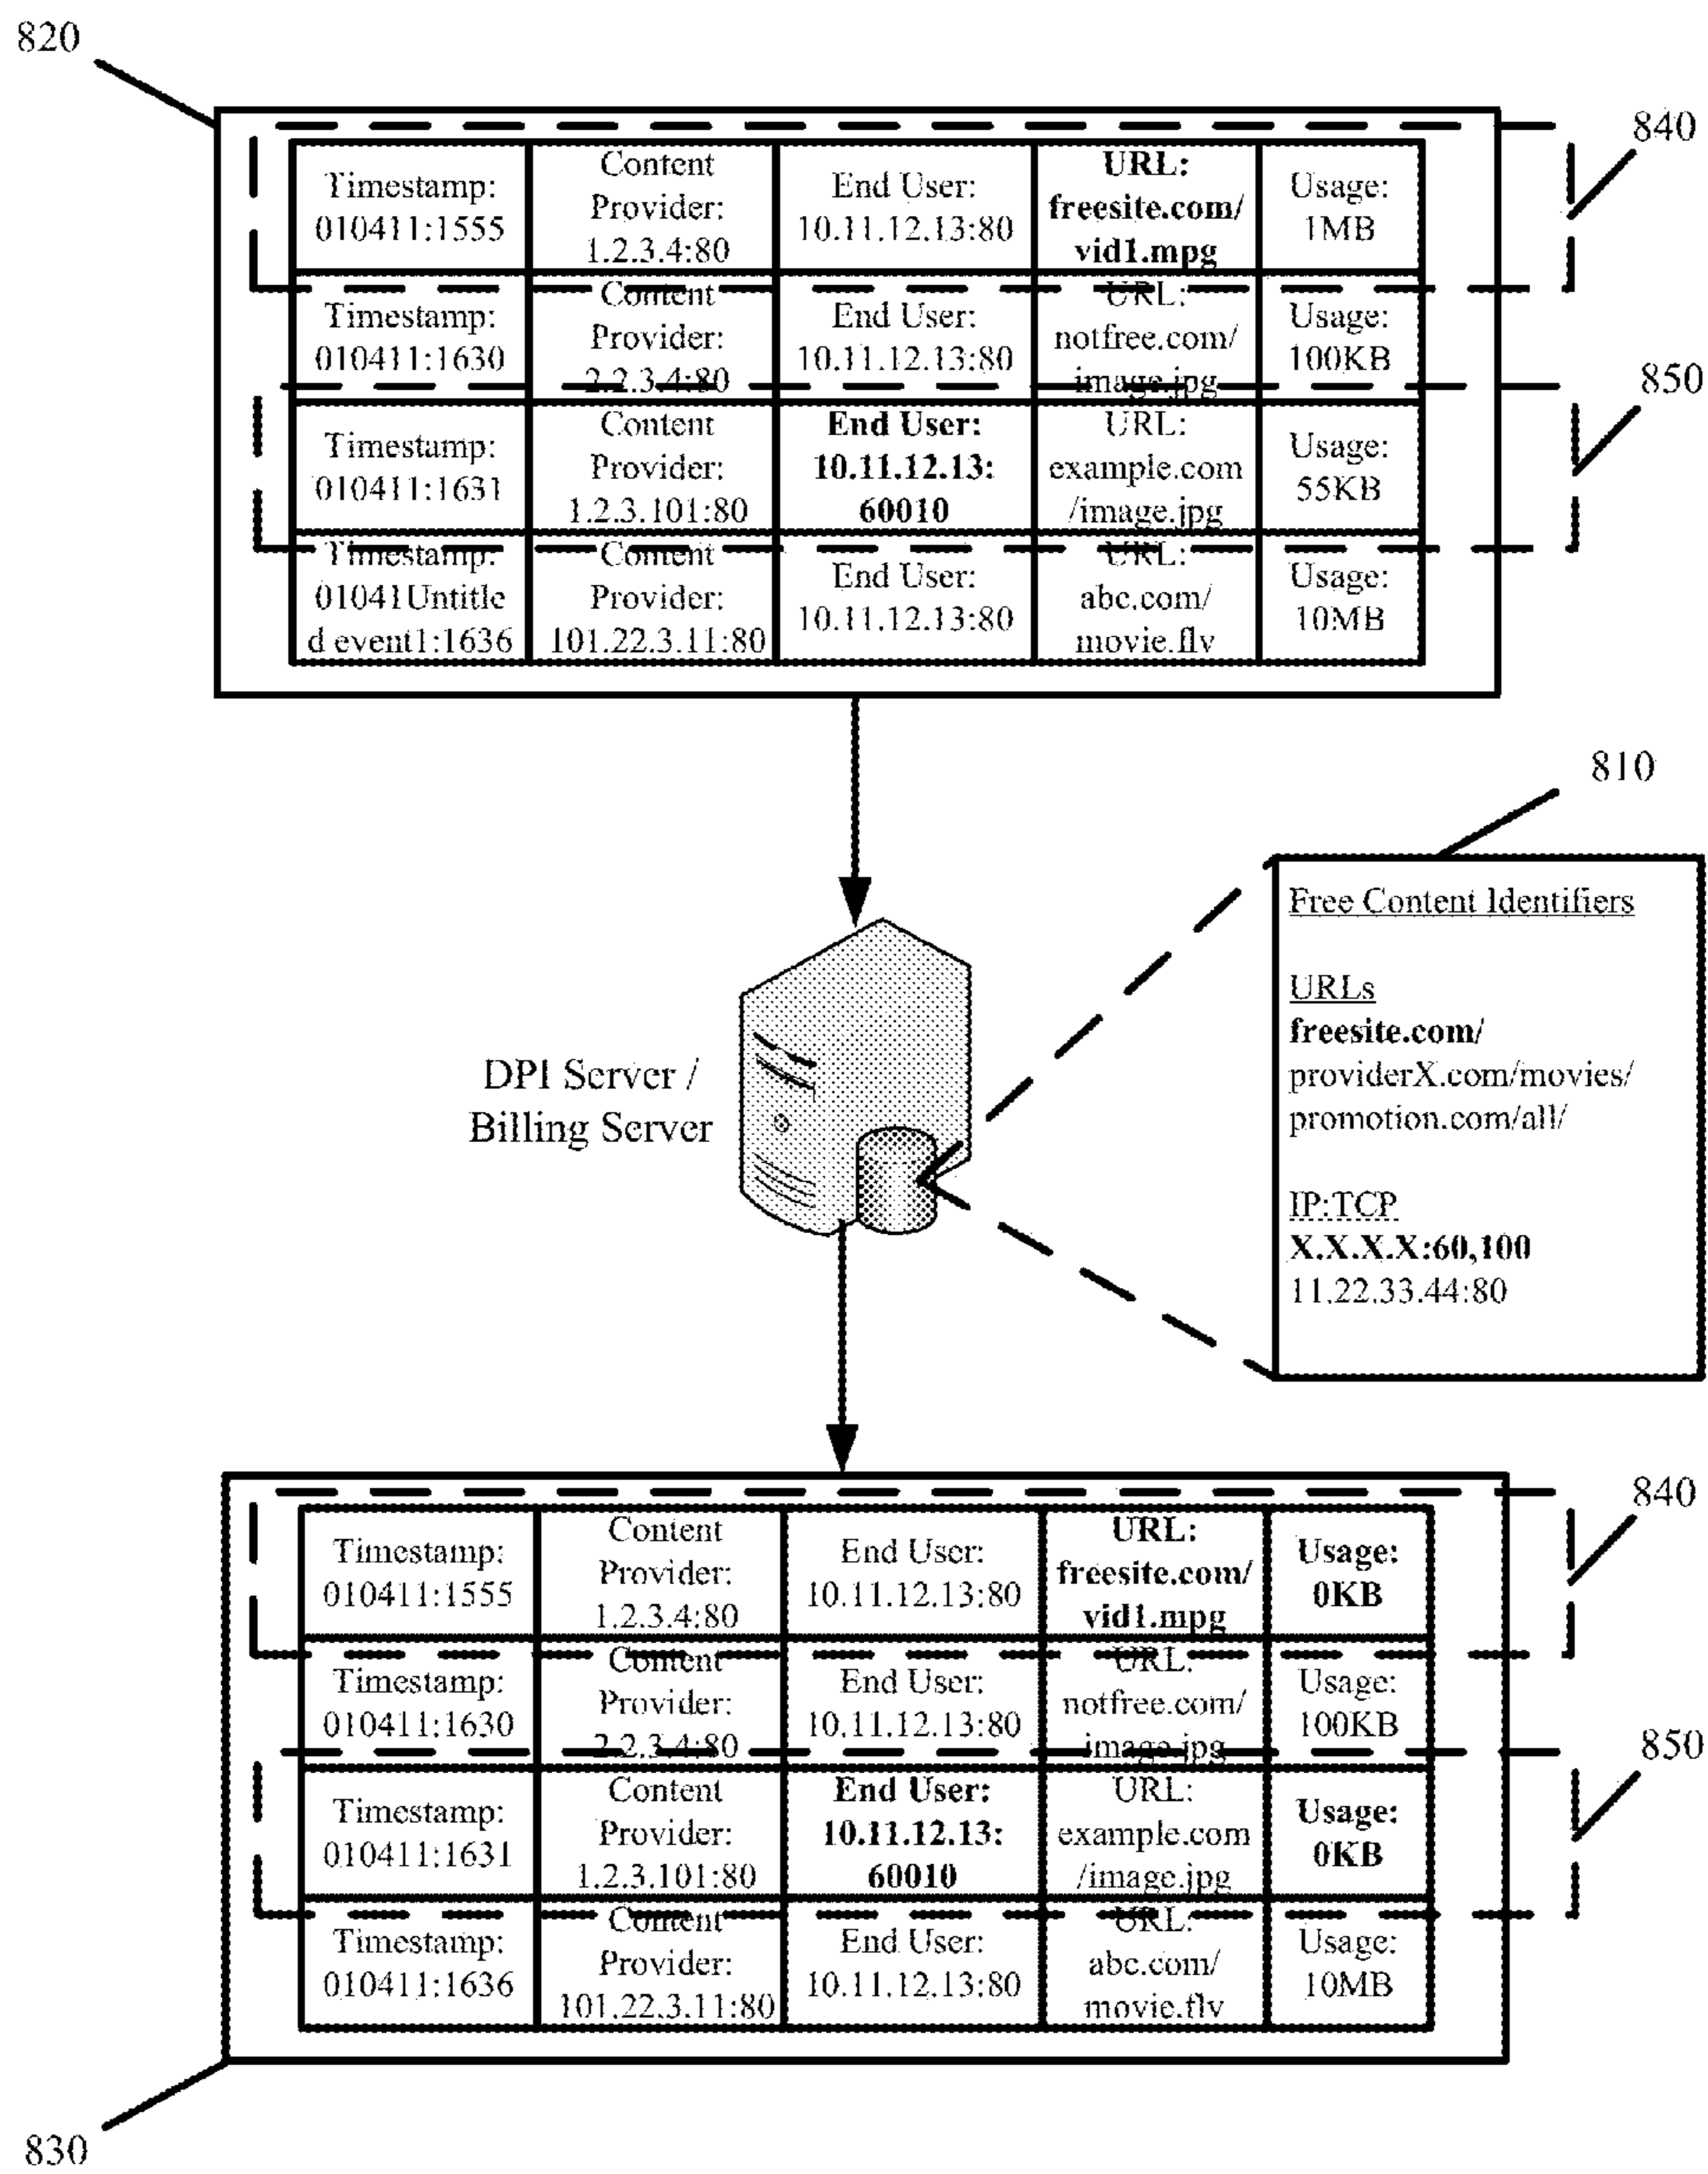 820
840
Timestamp:
010411:1555
Content
Provider:
1.2.3.4:80
End User:
10.11.12.13:80
URL:
freesite.com/
vid1.mpg
Usage:
1MB
Timestamp:
010411:1630
Content
Provider:
2.2.3.4:80
End User:
10.11.12.13:80
URL:
notfree.com/
image.jpg
Usage:
100KB
850
Timestamp:
010411:1631
Content
Provider:
1.2.3.101:80
End User:
10.11.12.13:
60010
URL:
example.com
/image.jpg
Usage:
55KB
Timestamp:
01041Untitle
d event1:1636
Content
Provider:
101.22.3.11:80
End User:
10.11.12.13:80
URL:
abc.com/
movie.flv
Usage:
10MB
810
Free Content Identifiers
URLs
freesite.com/
providerX.com/movies/
promotion.com/all/
IP:TCP
X.X.X.X:60,100
11.22.33.44:80
DPI Server /
Billing Server
840
Timestamp:
010411:1555
Content
Provider:
1.2.3.4:80
End User:
10.11.12.13:80
URL:
freesite.com/
vid1.mpg
Usage:
0KB
Timestamp:
010411:1630
Content
Provider:
2.2.3.4:80
End User:
10.11.12.13:80
URL:
notfree.com/
image.jpg
Usage:
100KB
850
Timestamp:
010411:1631
Content
Provider:
1.2.3.101:80
End User:
10.11.12.13:
60010
URL:
example.com
/image.jpg
Usage:
0KB
Timestamp:
010411:1636
Content
Provider:
101.22.3.11:80
End User:
10.11.12.13:80
URL:
abc.com/
movie.flv
Usage:
10MB
830